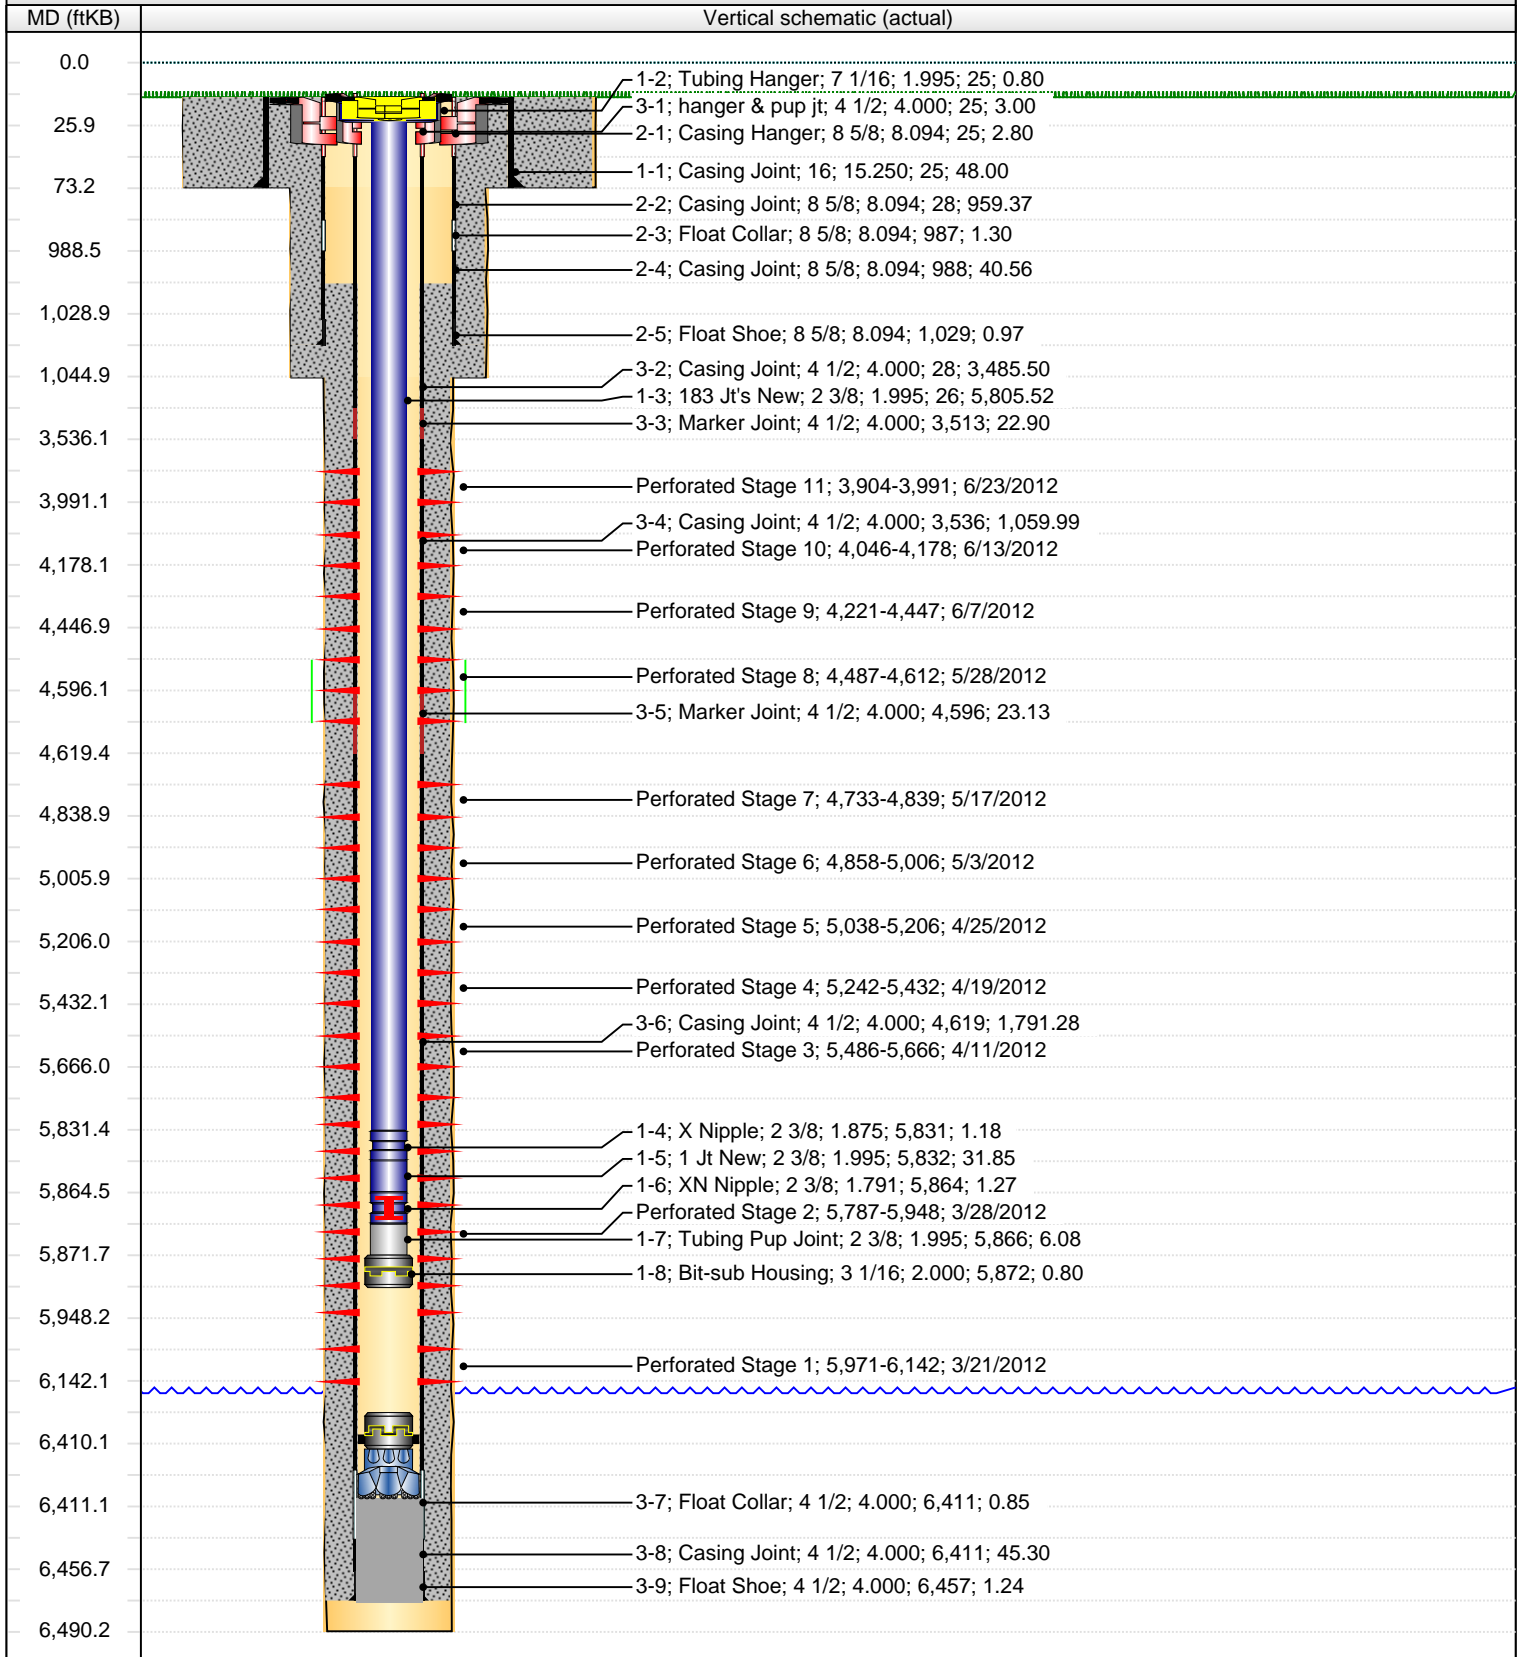 MD (ftKB)
Vertical schematic (actual)
0.0
1-2; Tubing Hanger; 7 1/16; 1.995; 25; 0.80
3-1; hanger & pup jt; 4 1/2; 4.000; 25; 3.00
25.9
2-1; Casing Hanger; 8 5/8; 8.094; 25; 2.80
1-1; Casing Joint; 16; 15.250; 25; 48.00
73.2
2-2; Casing Joint; 8 5/8; 8.094; 28; 959.37
2-3; Float Collar; 8 5/8; 8.094; 987; 1.30
988.5
2-4; Casing Joint; 8 5/8; 8.094; 988; 40.56
1,028.9
2-5; Float Shoe; 8 5/8; 8.094; 1,029; 0.97
3-2; Casing Joint; 4 1/2; 4.000; 28; 3,485.50
1,044.9
1-3; 183 Jt's New; 2 3/8; 1.995; 26; 5,805.52
3-3; Marker Joint; 4 1/2; 4.000; 3,513; 22.90
3,536.1
Perforated Stage 11; 3,904-3,991; 6/23/2012
3,991.1
3-4; Casing Joint; 4 1/2; 4.000; 3,536; 1,059.99
Perforated Stage 10; 4,046-4,178; 6/13/2012
4,178.1
Perforated Stage 9; 4,221-4,447; 6/7/2012
4,446.9
Perforated Stage 8; 4,487-4,612; 5/28/2012
4,596.1
3-5; Marker Joint; 4 1/2; 4.000; 4,596; 23.13
4,619.4
Perforated Stage 7; 4,733-4,839; 5/17/2012
4,838.9
Perforated Stage 6; 4,858-5,006; 5/3/2012
5,005.9
Perforated Stage 5; 5,038-5,206; 4/25/2012
5,206.0
Perforated Stage 4; 5,242-5,432; 4/19/2012
5,432.1
3-6; Casing Joint; 4 1/2; 4.000; 4,619; 1,791.28
Perforated Stage 3; 5,486-5,666; 4/11/2012
5,666.0
5,831.4
1-4; X Nipple; 2 3/8; 1.875; 5,831; 1.18
1-5; 1 Jt New; 2 3/8; 1.995; 5,832; 31.85
1-6; XN Nipple; 2 3/8; 1.791; 5,864; 1.27
5,864.5
Perforated Stage 2; 5,787-5,948; 3/28/2012
1-7; Tubing Pup Joint; 2 3/8; 1.995; 5,866; 6.08
5,871.7
1-8; Bit-sub Housing; 3 1/16; 2.000; 5,872; 0.80
5,948.2
Perforated Stage 1; 5,971-6,142; 3/21/2012
6,142.1
6,410.1
3-7; Float Collar; 4 1/2; 4.000; 6,411; 0.85
6,411.1
3-8; Casing Joint; 4 1/2; 4.000; 6,411; 45.30
6,456.7
3-9; Float Shoe; 4 1/2; 4.000; 6,457; 1.24
6,490.2